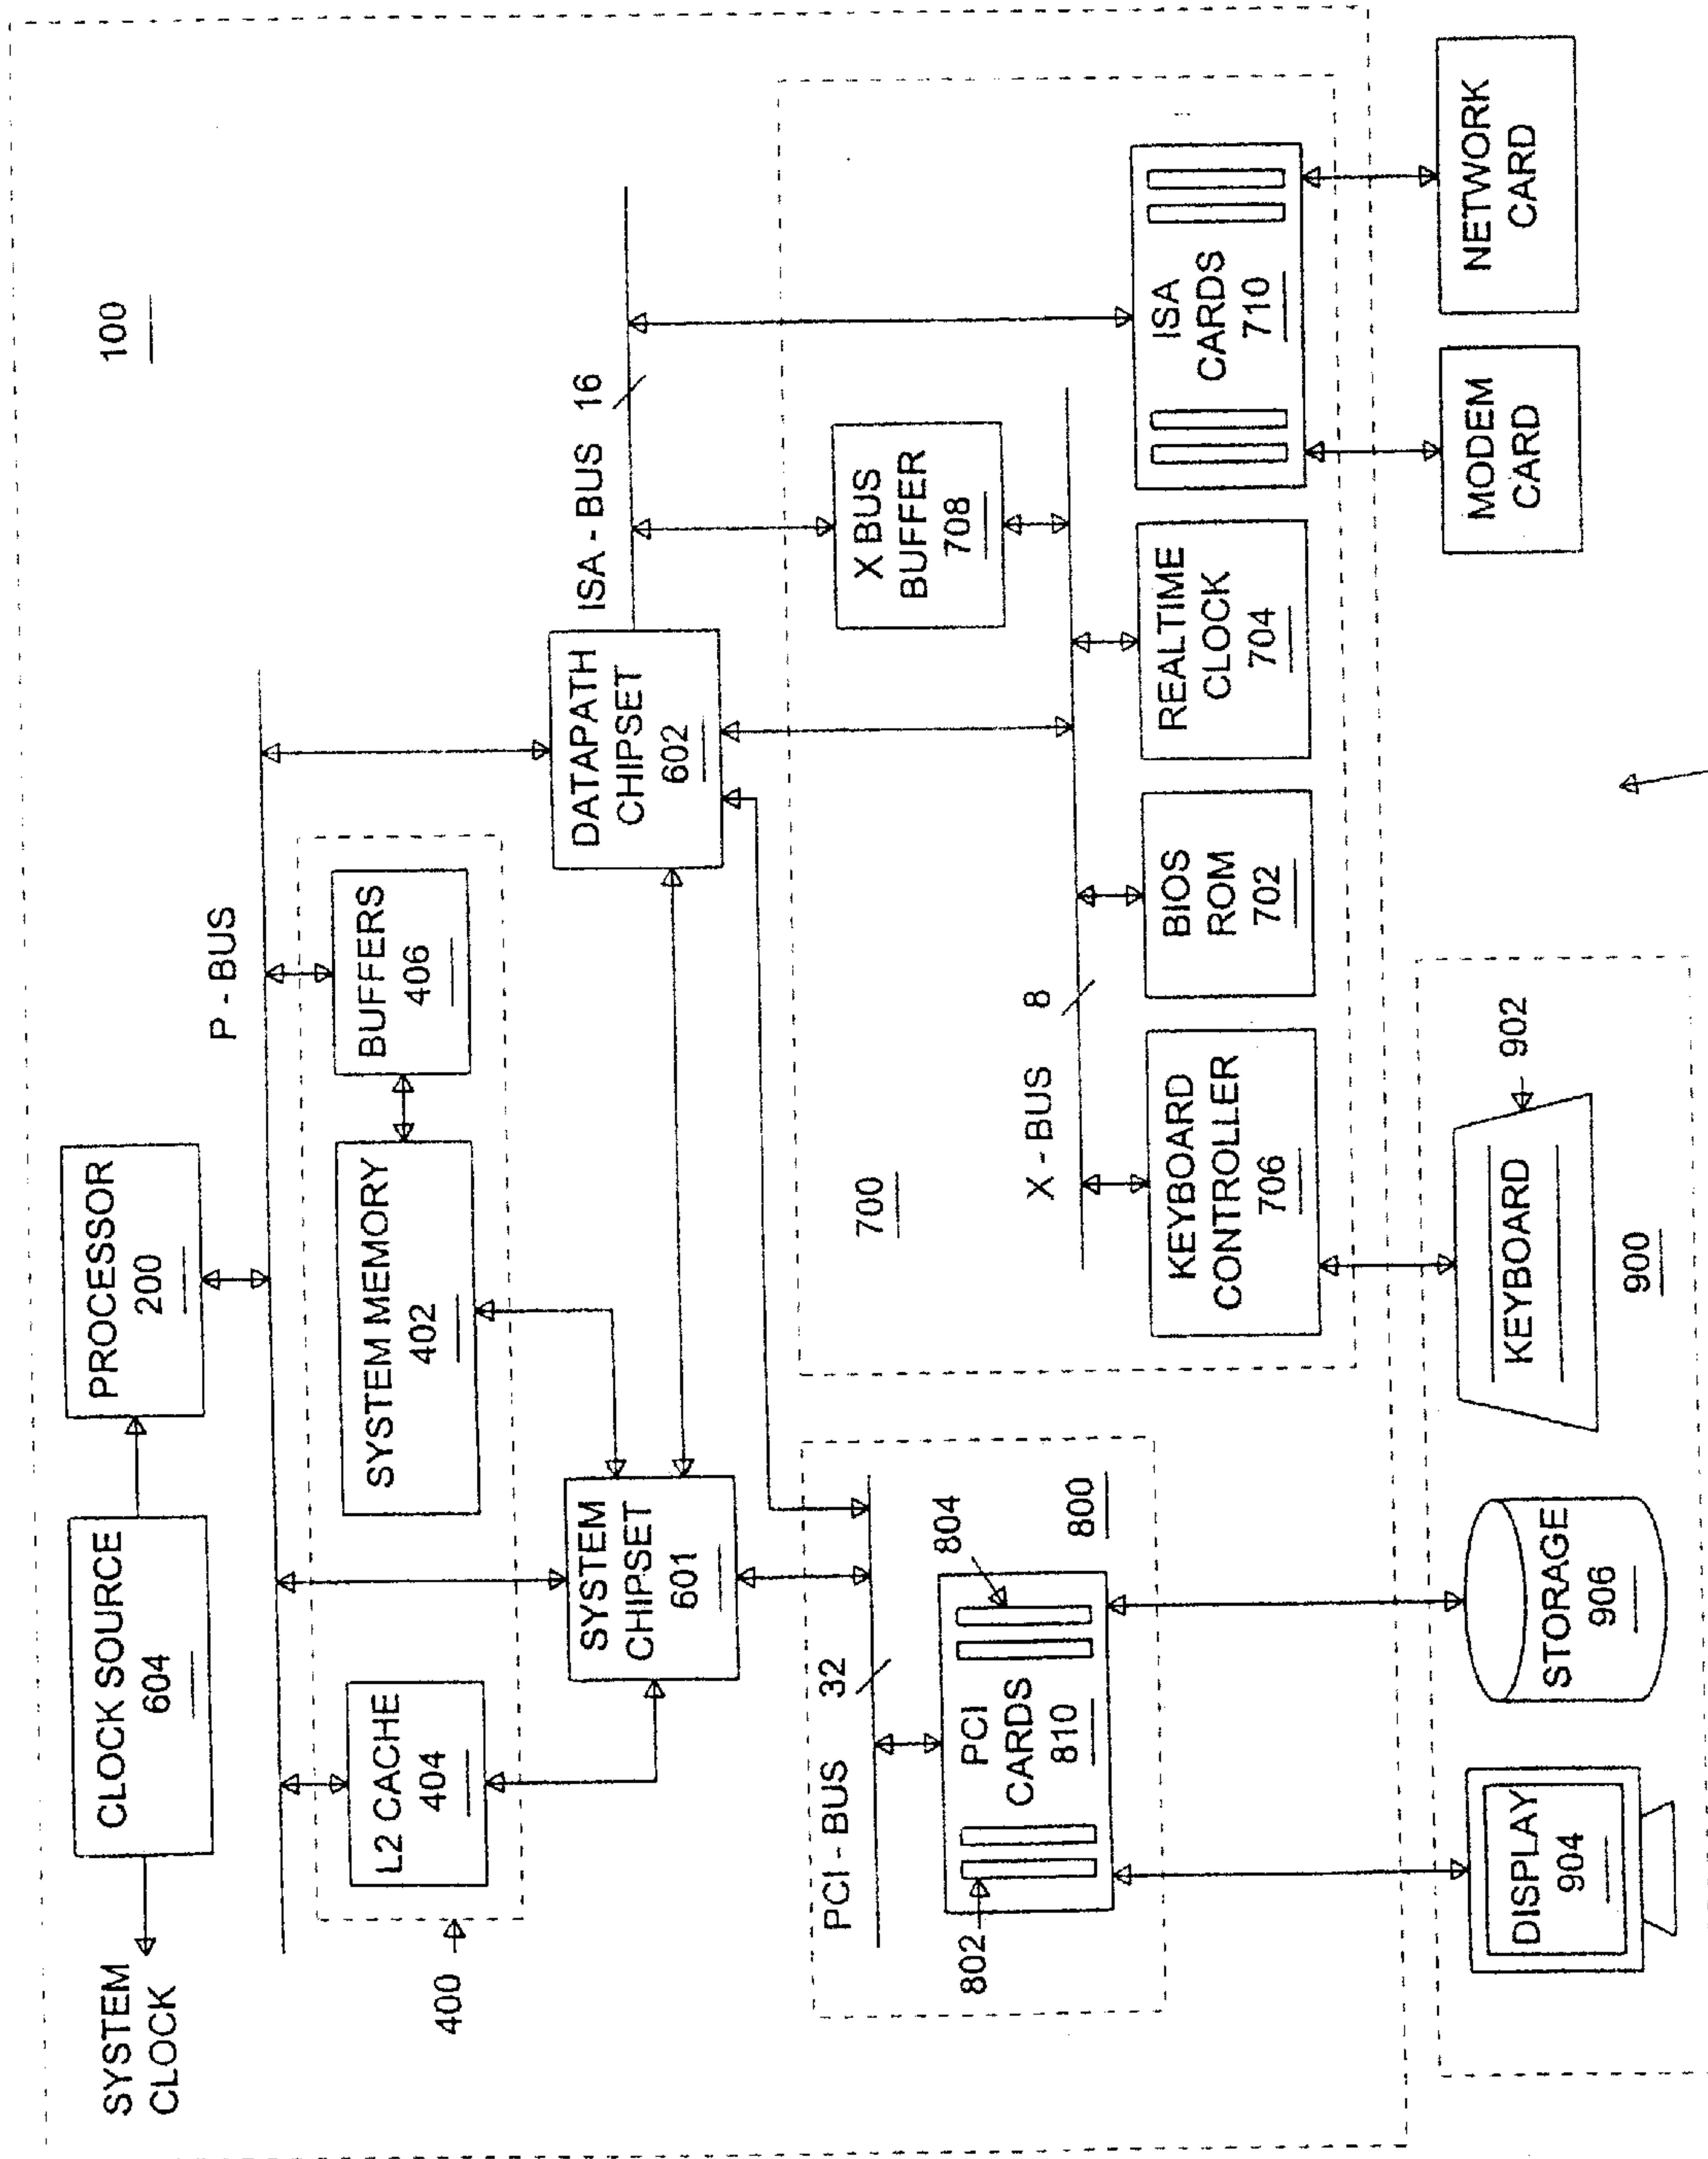 100
SYSTEM
CLOCK
CLOCK SOURCE
604
PROCESSOR
200
P - BUS
400
L2 CACHE
404
SYSTEM MEMORY
402
BUFFERS
406
SYSTEM
CHIPSET
601
DATAPATH
CHIPSET
602
ISA - BUS 16
PCI - BUS 32
802
PCI
CARDS
810
804
800
700
X - BUS 8
X BUS
BUFFER
708
KEYBOARD
CONTROLLER
706
BIOS
ROM
702
REALTIME
CLOCK
704
ISA
CARDS
710
DISPLAY
904
STORAGE
906
KEYBOARD
902
900
MODEM
CARD
NETWORK
CARD